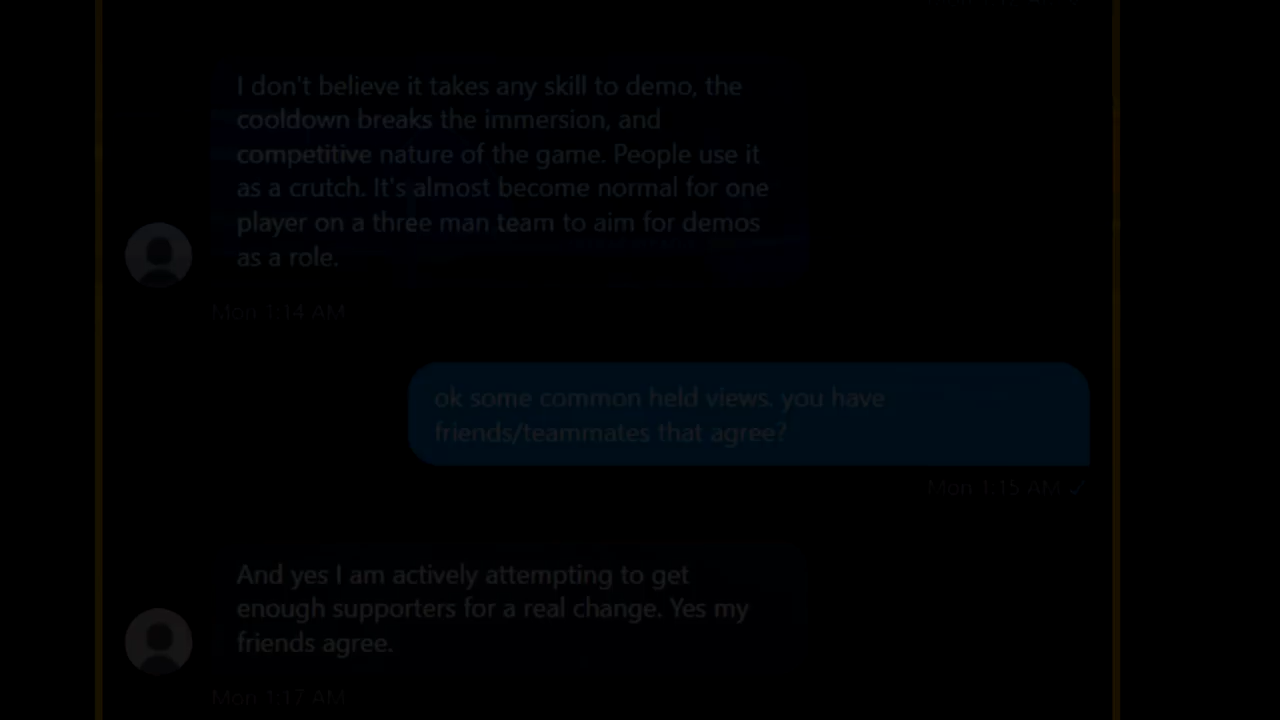 I don't believe it takes any skill to demo, the
cooldown breaks the immersion, and
competitive nature of the game. People use it
as a crutch. It's almost become normal for one
player on a three man team to aim for demos
as a role.
Mon 1:14 AM
ok some common held views. you have
friends/teammates that agree?
Mon 1:15 AM ✓
And yes I am actively attempting to get
enough supporters for a real change. Yes my
friends agree.
Mon 1:17 AM